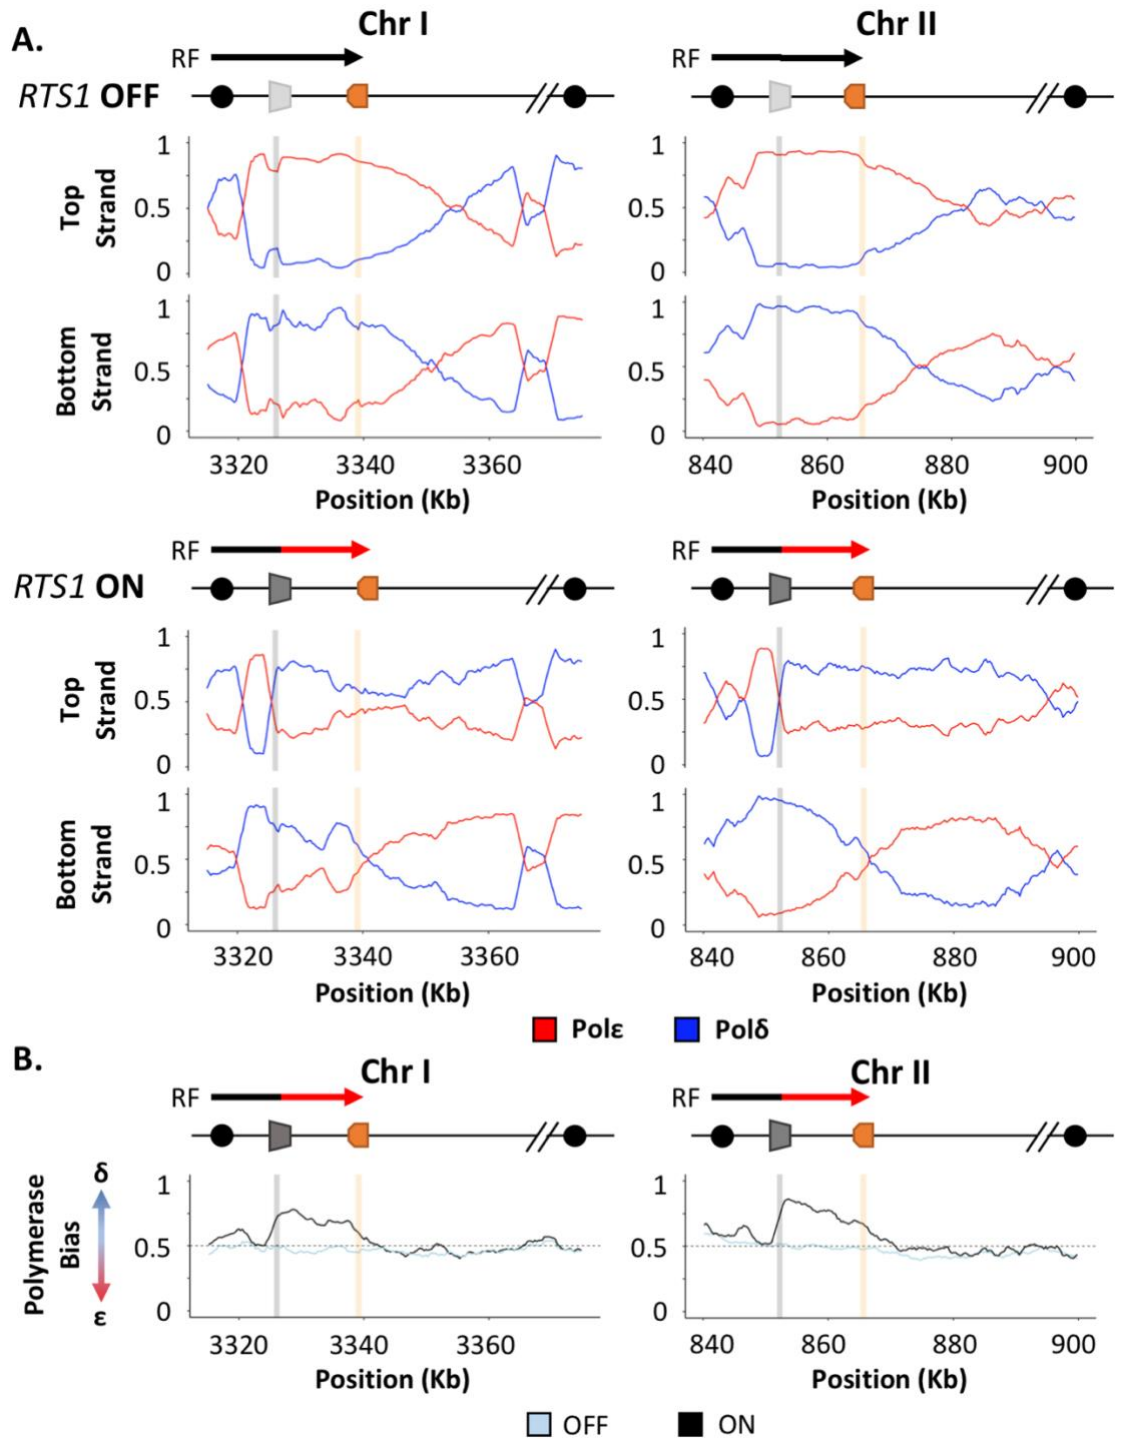 A.
Chr I
Chr II
RF
RF
RTS1 OFF
Top Strand
1
0.5
0
1
0.5
0
Bottom Strand
1
0.5
0
1
0.5
0
3320 3340 3360
840 860 880 900
Position (Kb)
Position (Kb)
RF
RF
RTS1 ON
Top Strand
1
0.5
0
1
0.5
0
Bottom Strand
1
0.5
0
1
0.5
0
3320 3340 3360
840 860 880 900
Position (Kb)
Position (Kb)
Polε Polδ
B.
Chr I
Chr II
RF
RF
Polymerase Bias
δ
ε
1
0.5
0
1
0.5
0
3320 3340 3360
840 860 880 900
Position (Kb)
Position (Kb)
OFF ON